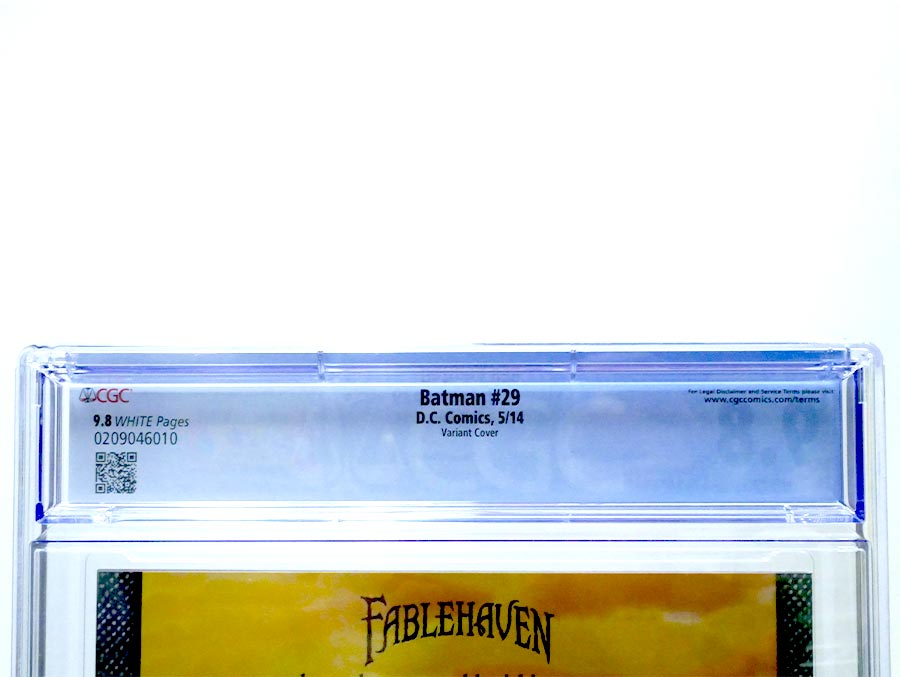 CGC
9.8 WHITE Pages
0209046010
Batman #29
D.C. Comics, 5/14
Variant Cover
For Legal Disclaimer and Service Terms please visit
www.cgccomics.com/terms
FABLEHAVEN